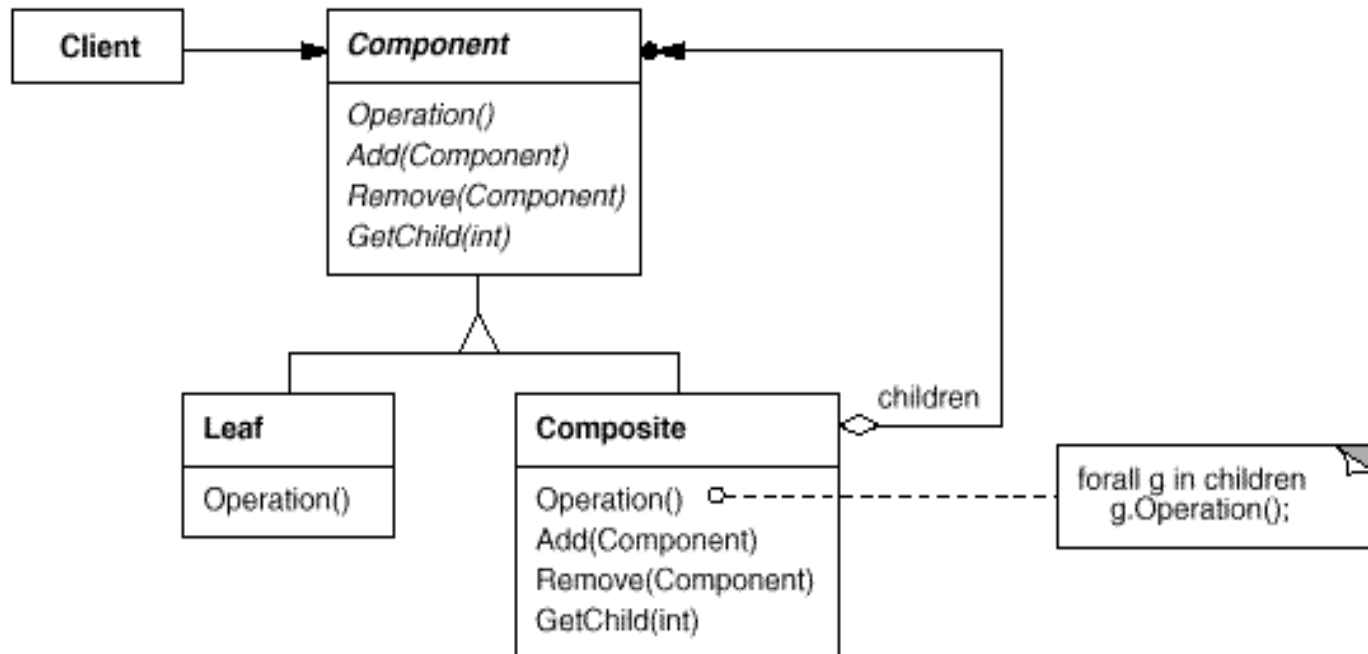 Client
Component
Operation()
Add(Component)
Remove(Component)
GetChild(int)
Leaf
Operation()
Composite
Operation()
Add(Component)
Remove(Component)
GetChild(int)
children
forall g in children
g.Operation();